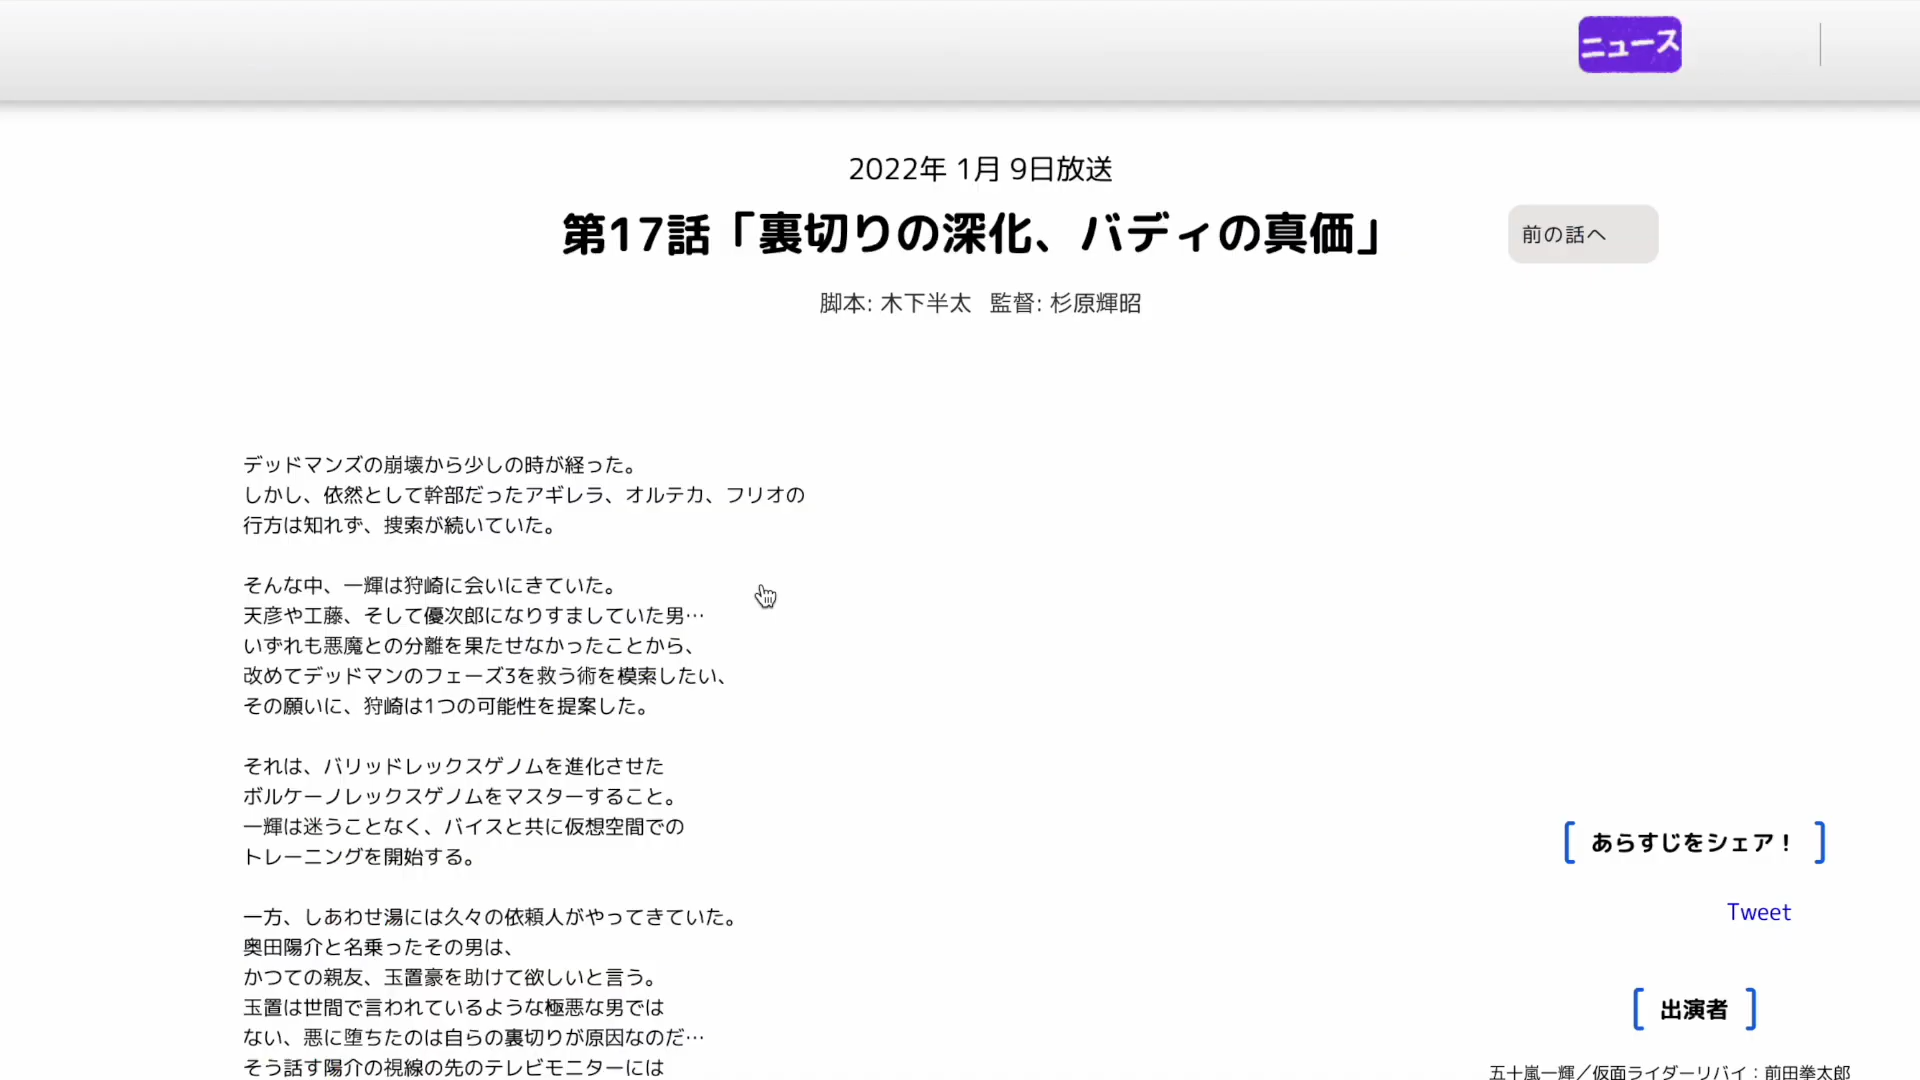 ニュース
2022年 1月 9日放送
第17話「裏切りの深化、バディの真価」
前の話へ
脚本: 木下半太 監督: 杉原輝昭
デッドマンズの崩壊から少しの時が経った。
しかし、依然として幹部だったアギレラ、オルテカ、フリオの
行方は知れず、捜索が続いていた。
そんな中、一輝は狩崎に会いにきていた。
天彦や工藤、そして優次郎になりすましていた男…
いずれも悪魔との分離を果たせなかったことから、
改めてデッドマンのフェーズ3を救う術を模索したい、
その願いに、狩崎は1つの可能性を提案した。
それは、バリッドレックスゲノムを進化させた
ボルケーノレックスゲノムをマスターすること。
一輝は迷うことなく、バイスと共に仮想空間での
トレーニングを開始する。
一方、しあわせ湯には久々の依頼人がやってきていた。
奥田陽介と名乗ったその男は、
かつての親友、玉置豪を助けて欲しいと言う。
玉置は世間で言われているような極悪な男では
ない、悪に堕ちたのは自らの裏切りが原因なのだ…
そう話す陽介の視線の先のテレビモニターには
あらすじをシェア！
Tweet
出演者
五十嵐一輝／仮面ライダーリバイ：前田拳太郎